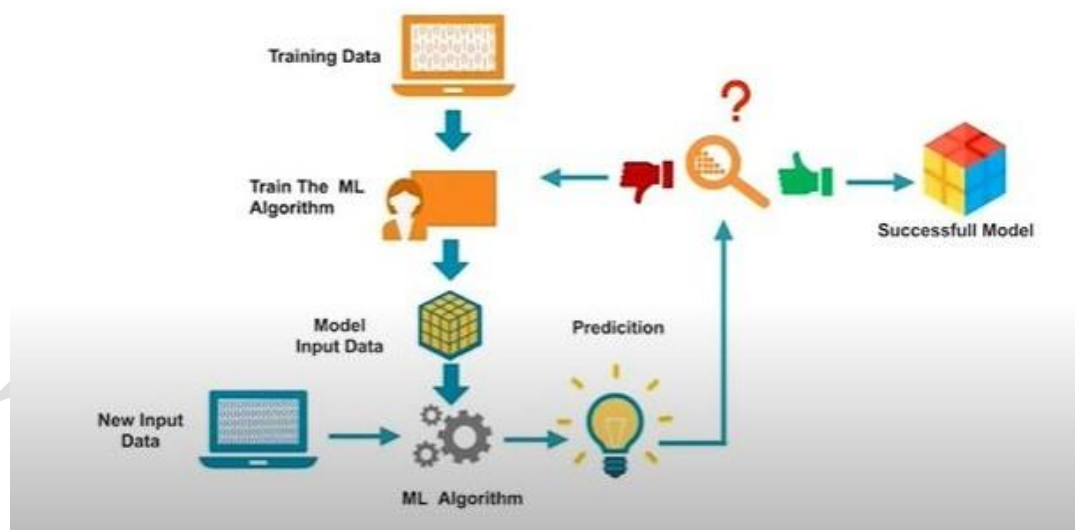 Training Data
Train The ML
Algorithm
Successfull Model
Model
Input Data
Predicition
New Input
Data
ML Algorithm